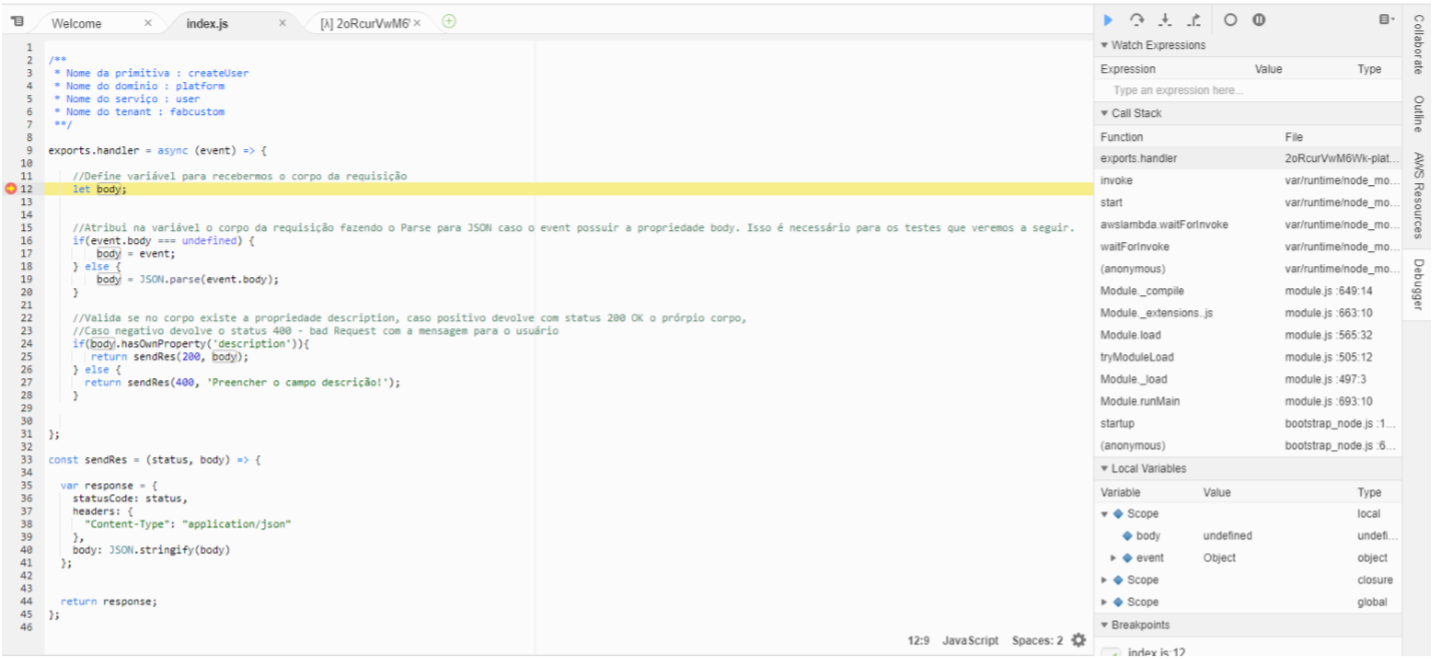 Welcome × index.js × [λ] 2oRcurVwM6 ×
1
2 /**
3 * Nome da primitiva : createUser
4 * Nome do dominio : platform
5 * Nome do serviço : user
6 * Nome do tenant : fabcustom
7 **/
8
9 exports.handler = async (event) => {
10
11 //Define variável para recebermos o corpo da requisição
12 let body;
13
14
15 //Atribui na variável o corpo da requisição fazendo o Parse para JSON caso o event possuir a propriedade body. Isso é necessário para os testes que veremos a seguir.
16 if(event.body === undefined) {
17 body = event;
18 } else {
19 body = JSON.parse(event.body);
20 }
21
22 //Valida se no corpo existe a propriedade description, caso positivo devolve com status 200 OK o prórpio corpo,
23 //Caso negativo devolve o status 400 - bad Request com a mensagem para o usuário
24 if(body.hasOwnProperty('description')){
25 return sendRes(200, body);
26 } else {
27 return sendRes(400, 'Preencher o campo descrição!');
28 }
29
30
31 };
32
33 const sendRes = (status, body) => {
34
35 var response = {
36 statusCode: status,
37 headers: {
38 "Content-Type": "application/json"
39 },
40 body: JSON.stringify(body)
41 };
42
43
44 return response;
45 };
46
12:9 JavaScript Spaces: 2
Watch Expressions
Expression Value Type
Type an expression here...
Call Stack
Function File
exports.handler 2oRcurVwM6Wk-plat...
invoke var/runtime/node_mo...
start var/runtime/node_mo...
awslambda.waitForInvoke var/runtime/node_mo...
waitForInvoke var/runtime/node_mo...
(anonymous) var/runtime/node_mo...
Module._compile module.js :649:14
Module._extensions..js module.js :663:10
Module.load module.js :565:32
tryModuleLoad module.js :505:12
Module._load module.js :497:3
Module.runMain module.js :693:10
startup bootstrap_node.js :1...
(anonymous) bootstrap_node.js :6...
Local Variables
Variable Value Type
Scope local
body undefined undefi...
event Object object
Scope closure
Scope global
Breakpoints
index.js:12
Collaborate
Outline
AWS Resources
Debugger